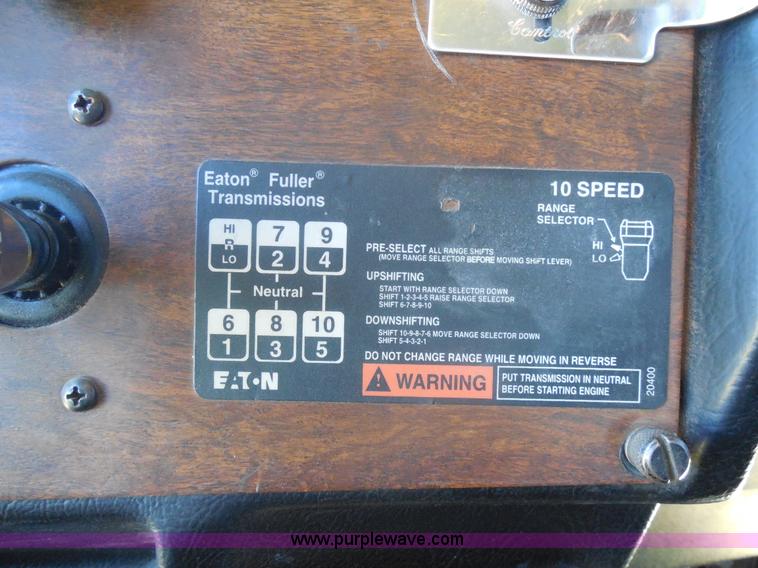 Control
Eaton® Fuller®
Transmissions
10 SPEED
RANGE
SELECTOR
HI
LO
HI
R
LO
7
2
9
4
Neutral
6
1
8
3
10
5
PRE-SELECT ALL RANGE SHIFTS
(MOVE RANGE SELECTOR BEFORE MOVING SHIFT LEVER)
UPSHIFTING
START WITH RANGE SELECTOR DOWN
SHIFT 1-2-3-4-5 RAISE RANGE SELECTOR
SHIFT 6-7-8-9-10
DOWNSHIFTING
SHIFT 10-9-8-7-6 MOVE RANGE SELECTOR DOWN
SHIFT 5-4-3-2-1
DO NOT CHANGE RANGE WHILE MOVING IN REVERSE
EATON
WARNING
PUT TRANSMISSION IN NEUTRAL
BEFORE STARTING ENGINE
20400
www.purplewave.com